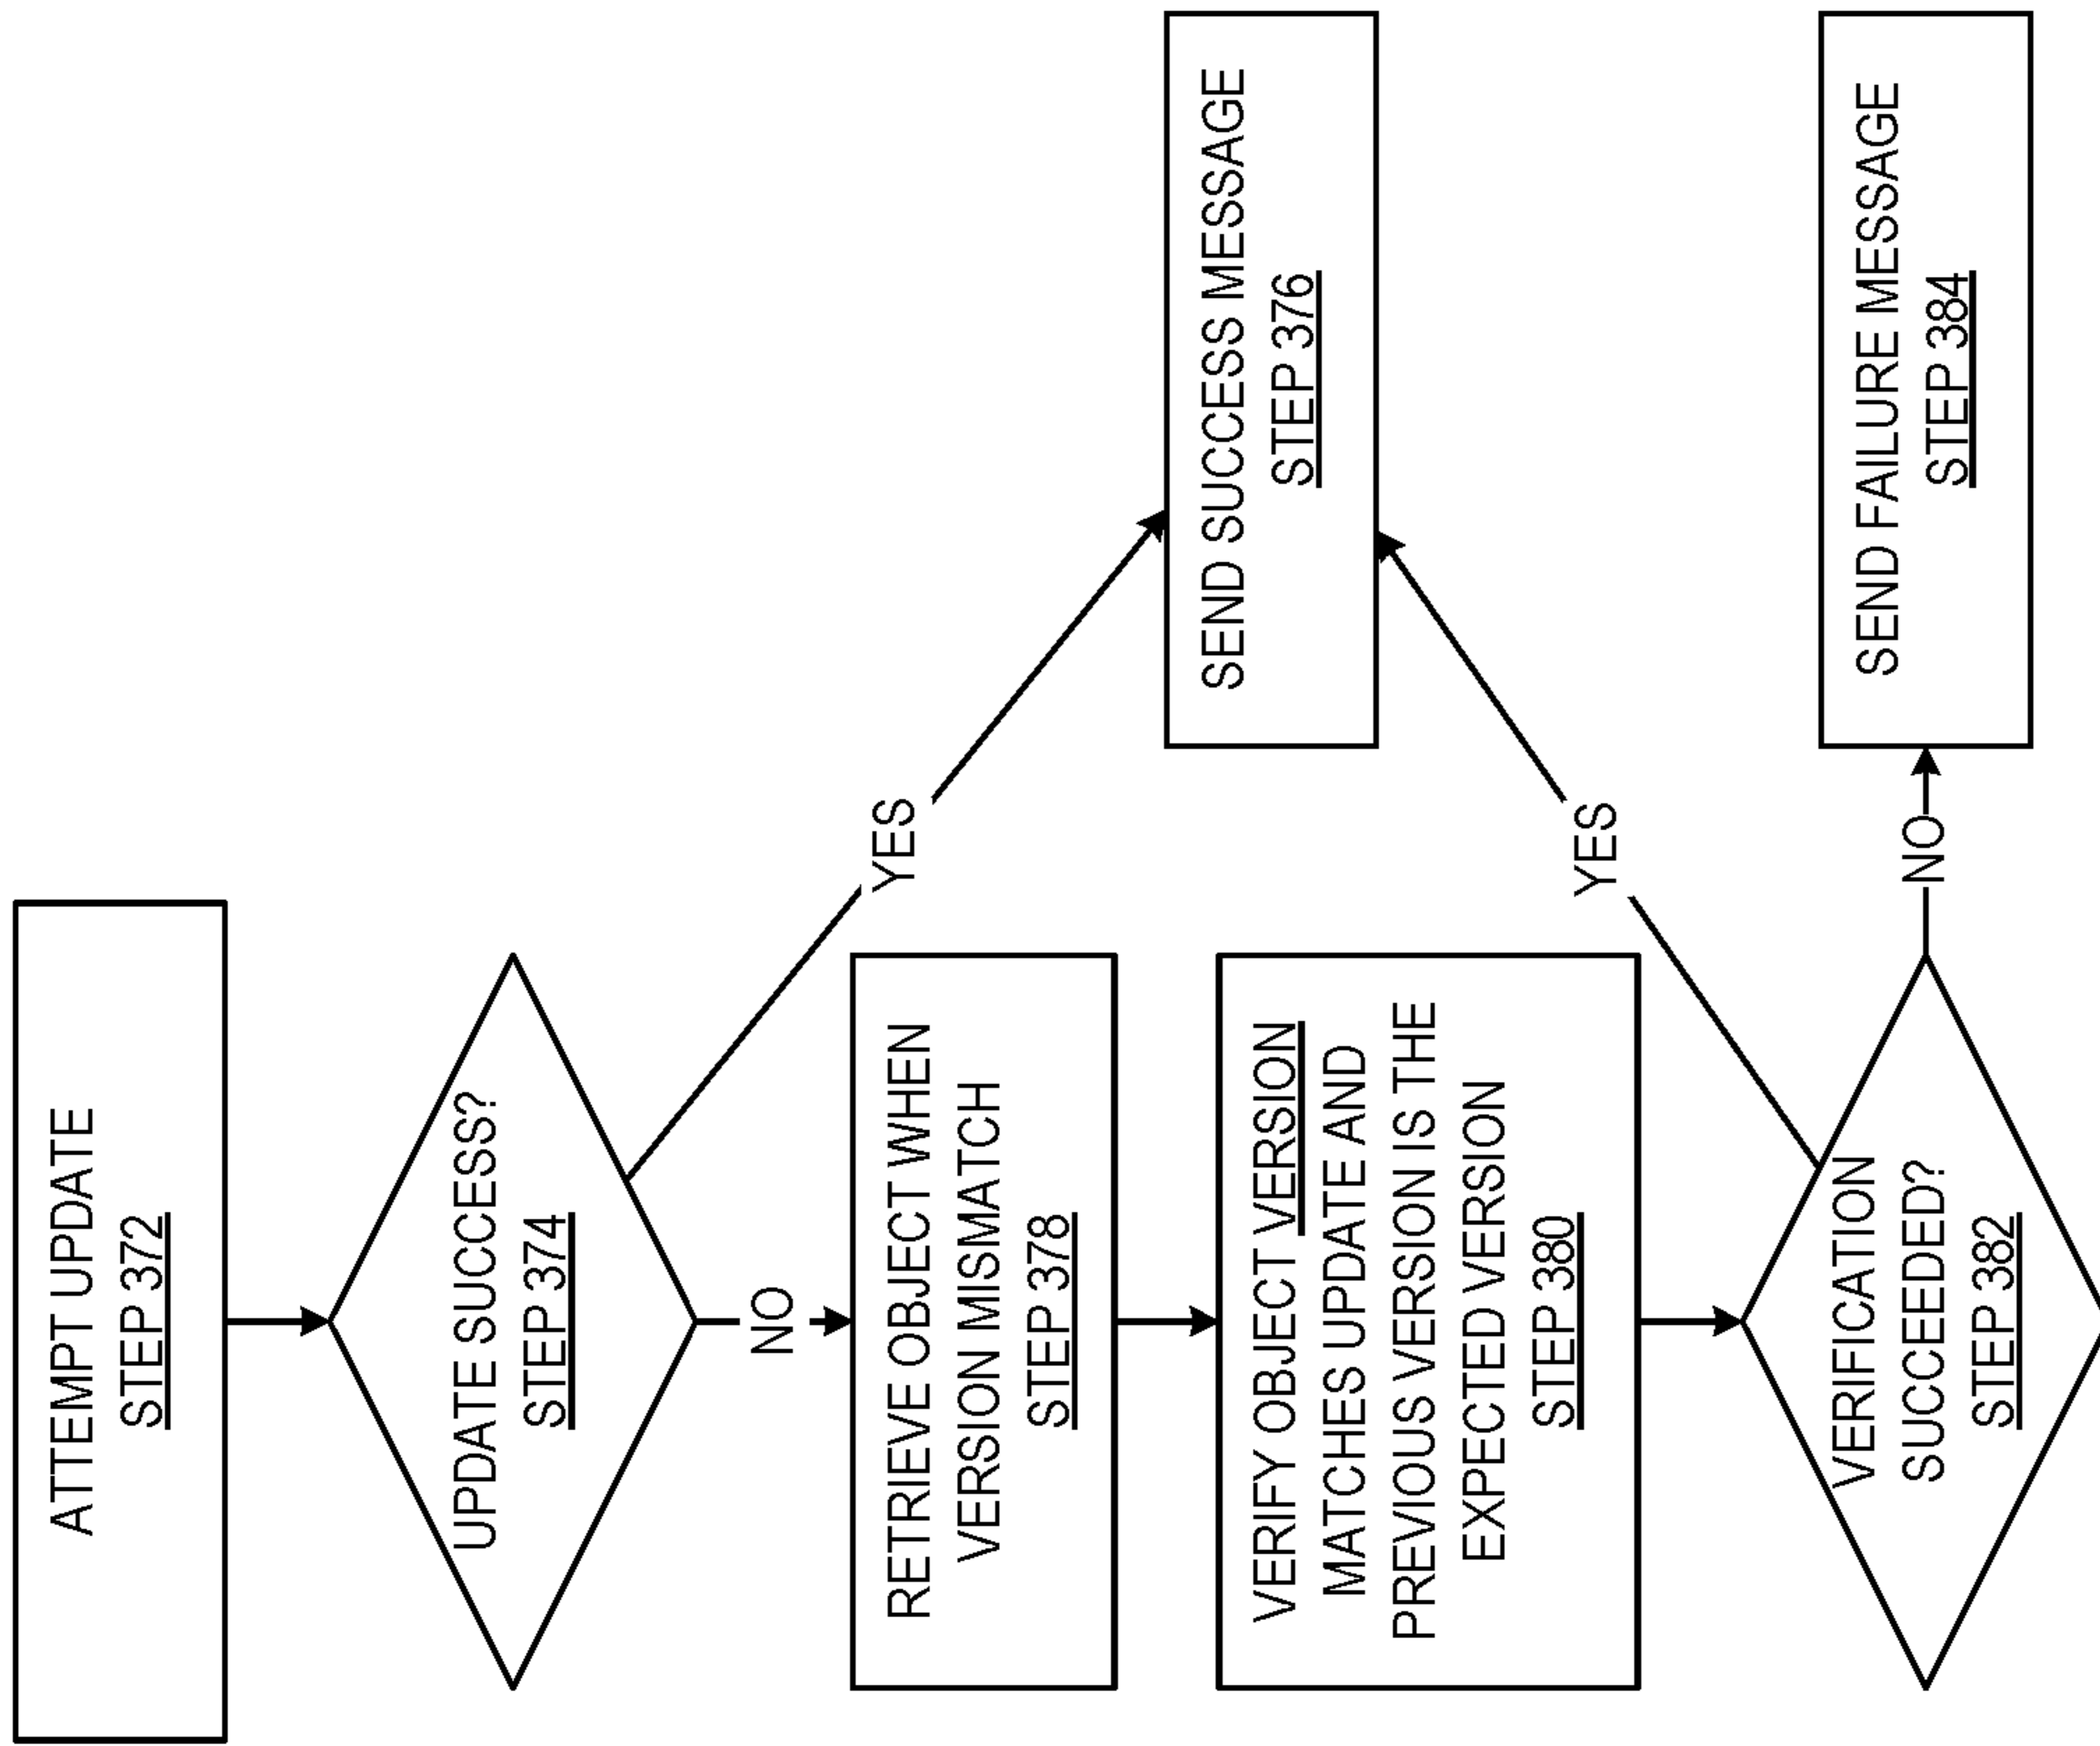 ATTEMPT UPDATE
STEP 372
UPDATE SUCCESS?
STEP 374
YES
NO
SEND SUCCESS MESSAGE
STEP 376
RETRIEVE OBJECT WHEN
VERSION MISMATCH
STEP 378
VERIFY OBJECT VERSION
MATCHES UPDATE AND
PREVIOUS VERSION IS THE
EXPECTED VERSION
STEP 380
YES
VERIFICATION
SUCCEEDED?
STEP 382
NO
SEND FAILURE MESSAGE
STEP 384